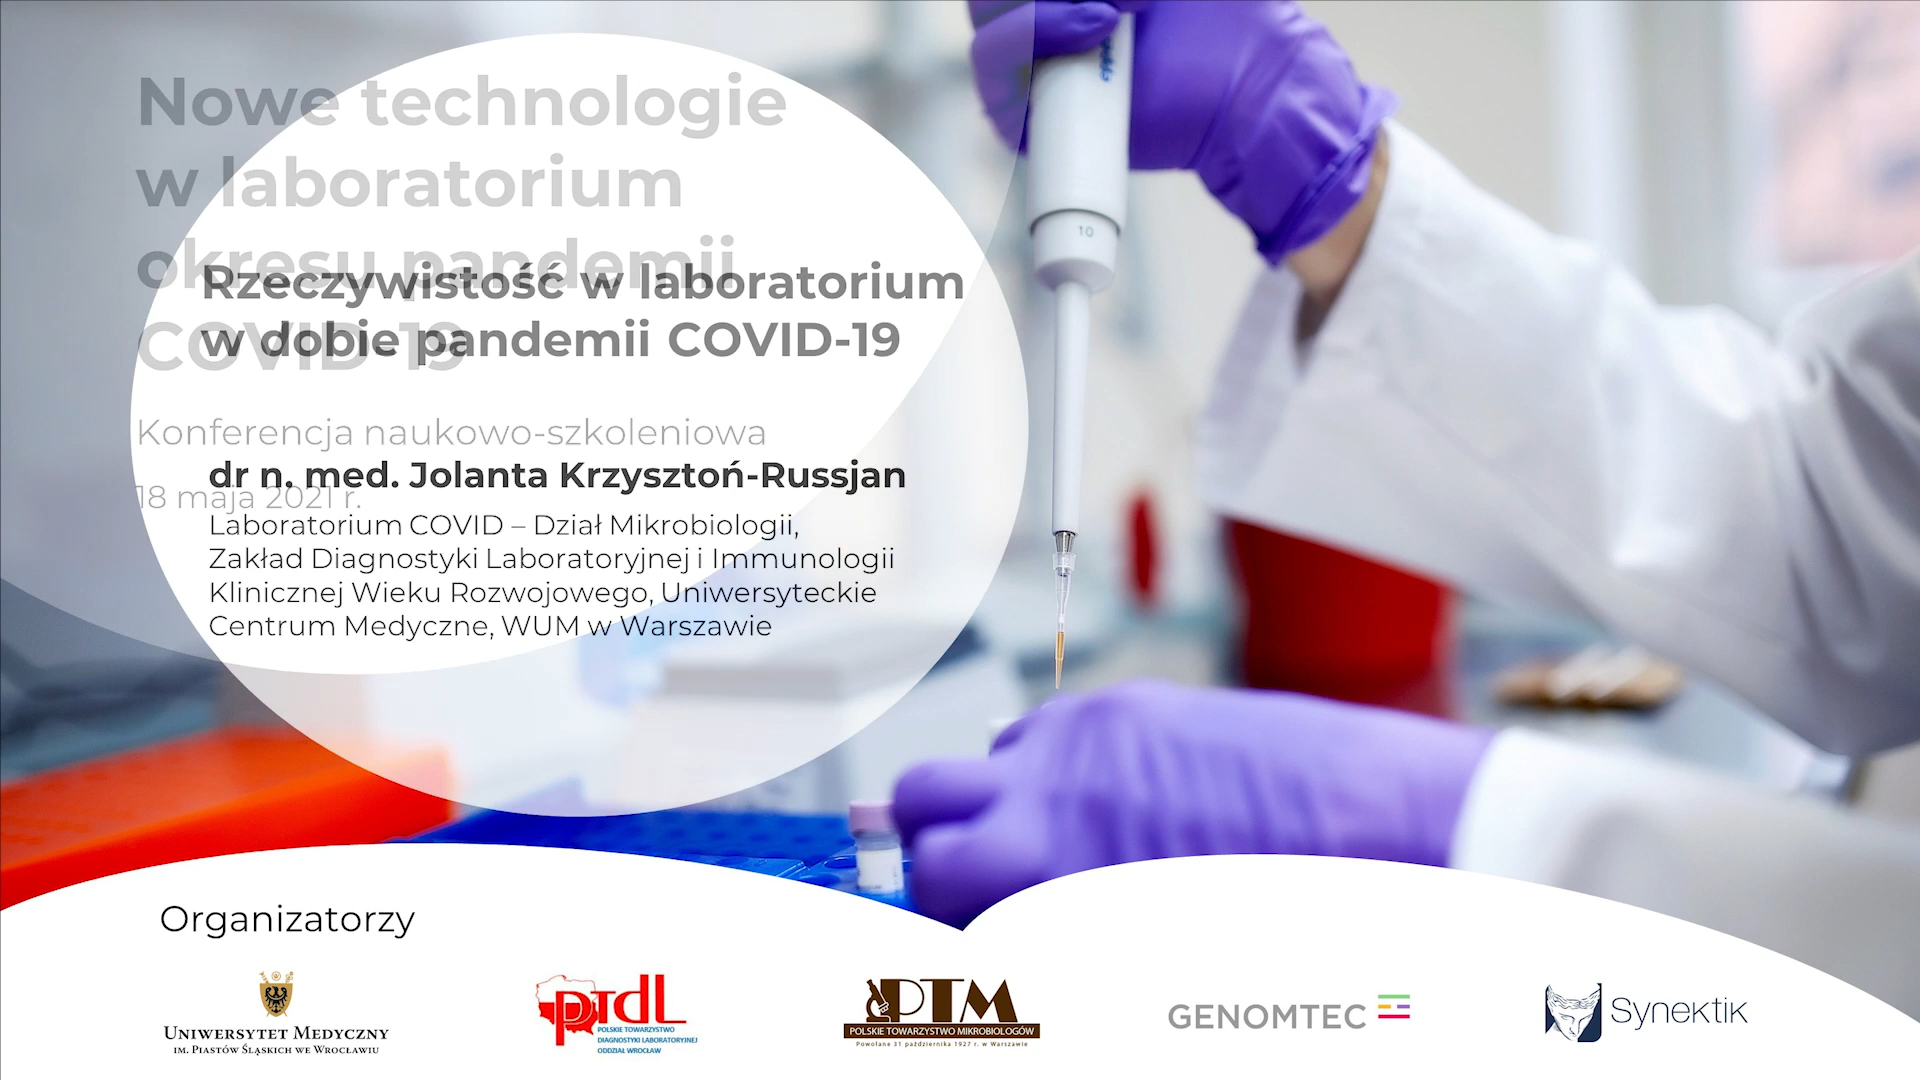 Nowe technologie
w laboratorium
okresu pandemii
COVID-19
Konferencja naukowo-szkoleniowa
18 maja 2021 r.
Rzeczywistość w laboratorium
w dobie pandemii COVID-19
dr n. med. Jolanta Krzysztoń-Russjan
Laboratorium COVID – Dział Mikrobiologii,
Zakład Diagnostyki Laboratoryjnej i Immunologii
Klinicznej Wieku Rozwojowego, Uniwersyteckie
Centrum Medyczne, WUM w Warszawie
10
Organizatorzy
UNIWERSYTET MEDYCZNY
IM. PIASTÓW ŚLĄSKICH WE WROCŁAWIU
PTdL
POLSKIE TOWARZYSTWO
DIAGNOSTYKI LABORATORYJNEJ
ODDZIAŁ WROCŁAW
PTM
POLSKIE TOWARZYSTWO MIKROBIOLOGÓW
Powołane 31 października 1927 r. w Warszawie
GENOMTEC
Synektik